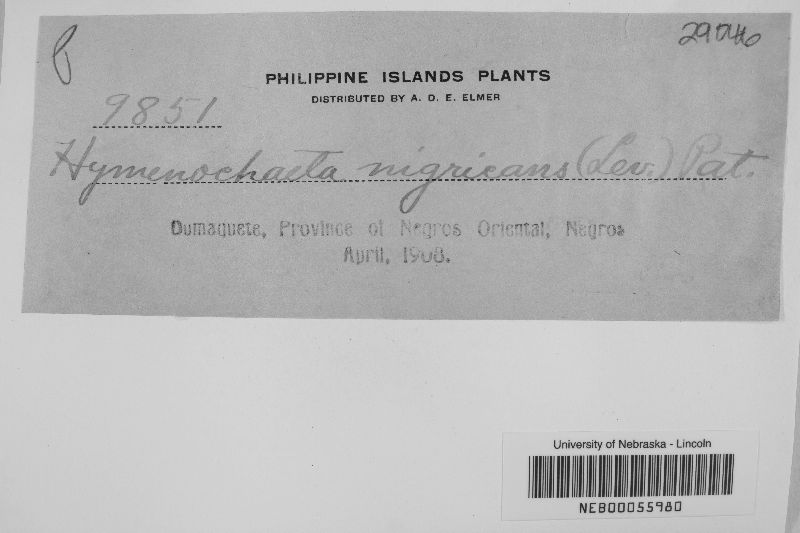 P
29046
PHILIPPINE ISLANDS PLANTS
DISTRIBUTED BY A. D. E. ELMER
9851
Hymenochaeta nigricans (Lev.) Pat.
Dumaguete, Province of Negros Oriental, Negros
April, 1908.
University of Nebraska - Lincoln
NEB00055980